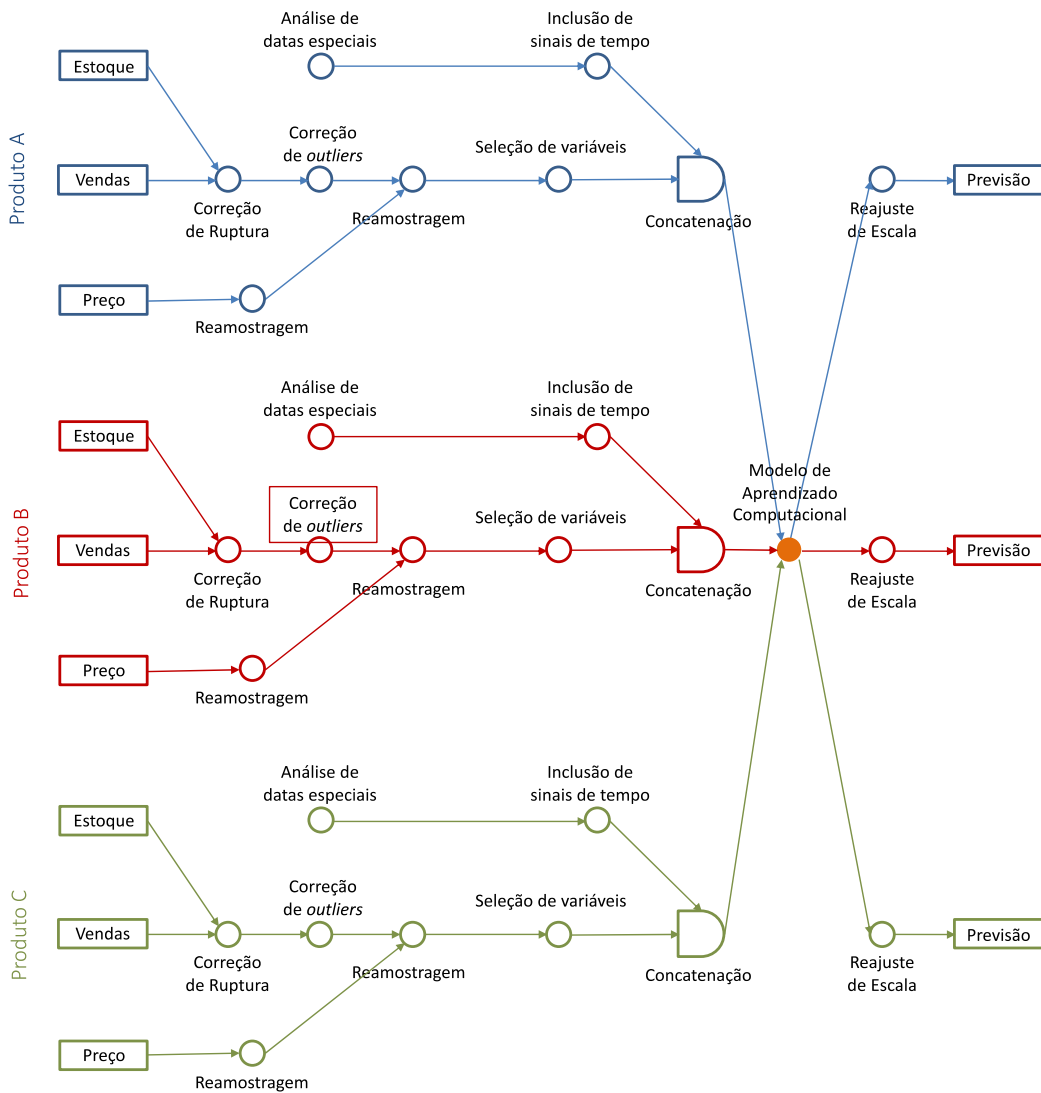 Produto A
Análise de
datas especiais
Inclusão de
sinais de tempo
Estoque
Correção
de outliers
Seleção de variáveis
Vendas
Previsão
Correção
de Ruptura
Reamostragem
Concatenação
Reajuste
de Escala
Preço
Reamostragem
Produto B
Análise de
datas especiais
Inclusão de
sinais de tempo
Estoque
Modelo de
Aprendizado
Computacional
Correção
de outliers
Seleção de variáveis
Vendas
Previsão
Correção
de Ruptura
Reamostragem
Concatenação
Reajuste
de Escala
Preço
Reamostragem
Produto C
Análise de
datas especiais
Inclusão de
sinais de tempo
Estoque
Correção
de outliers
Seleção de variáveis
Vendas
Previsão
Correção
de Ruptura
Reamostragem
Concatenação
Reajuste
de Escala
Preço
Reamostragem